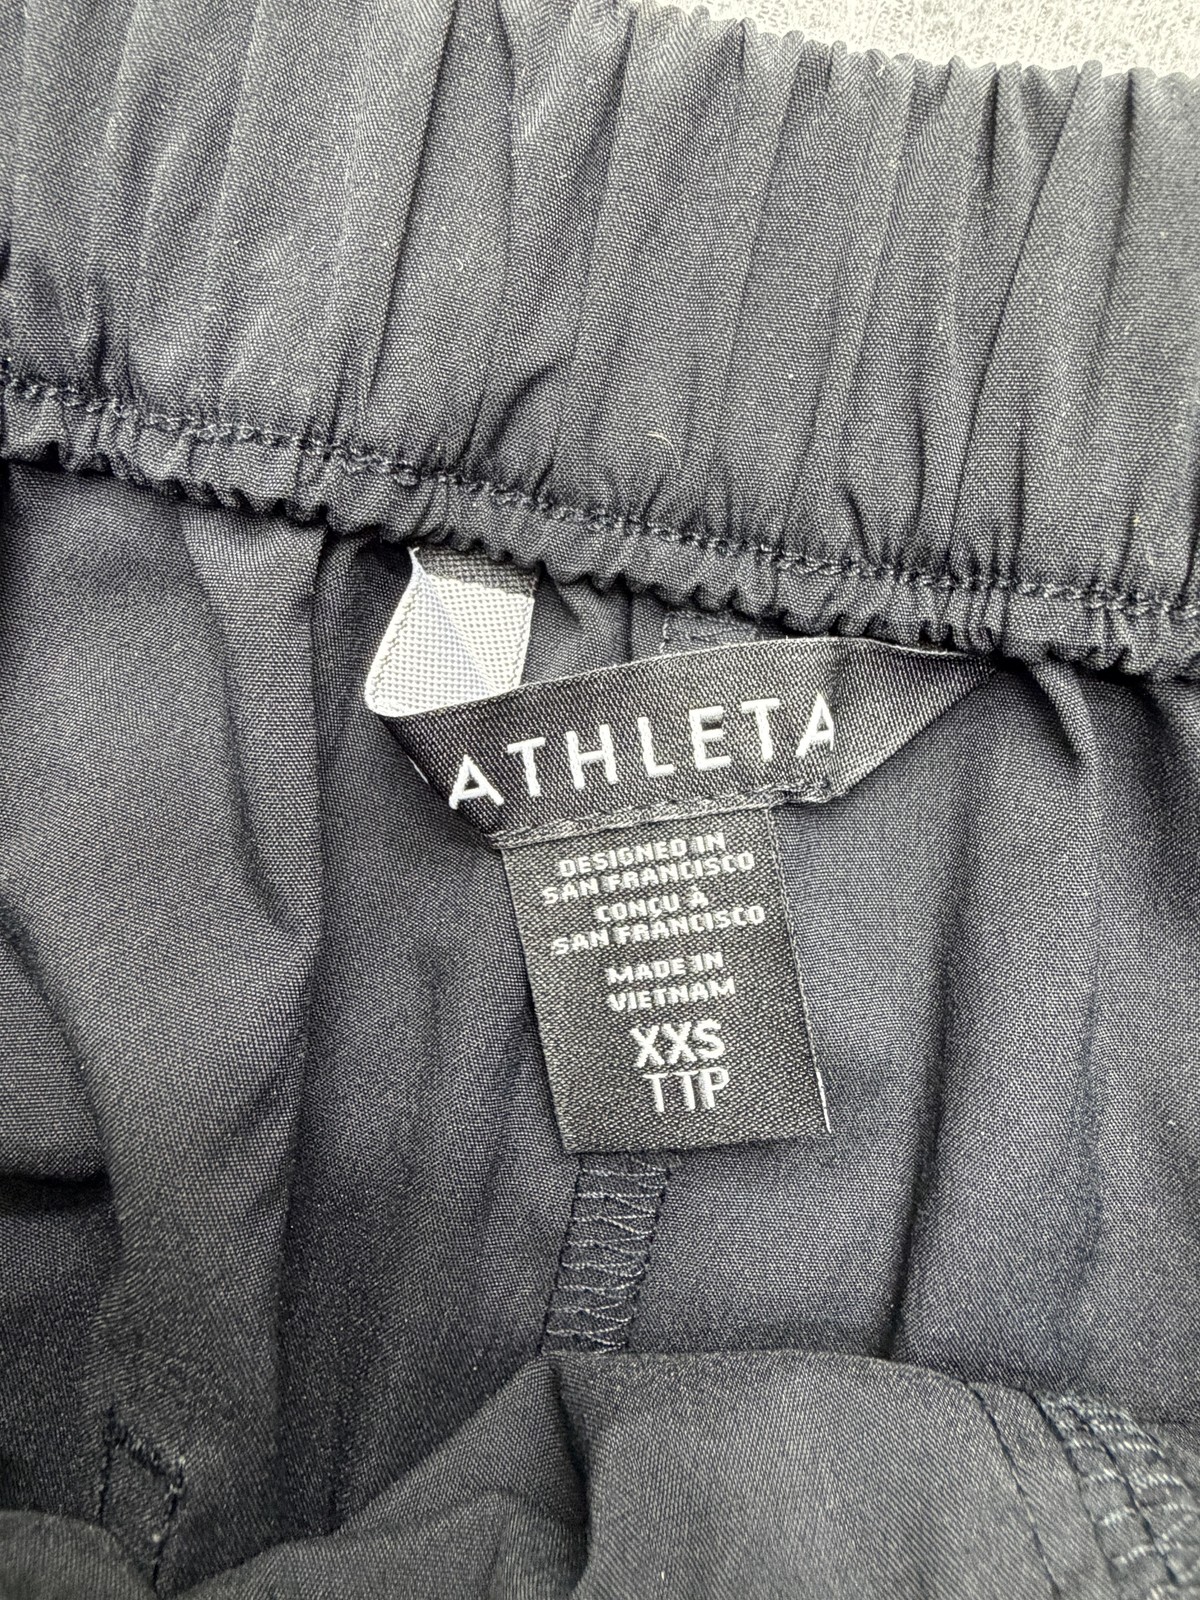 ATHLETA
DESIGNED IN
SAN FRANCISCO
CONÇU À
SAN FRANCISCO
MADE IN
VIETNAM
XXS
TTP